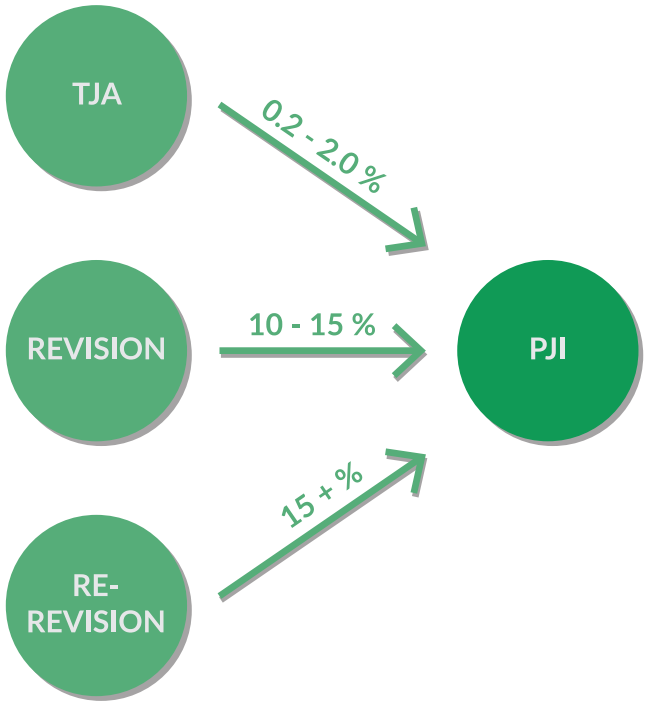 TJA
0.2 - 2.0 %
REVISION
10 - 15 %
PJI
15 + %
RE-
REVISION